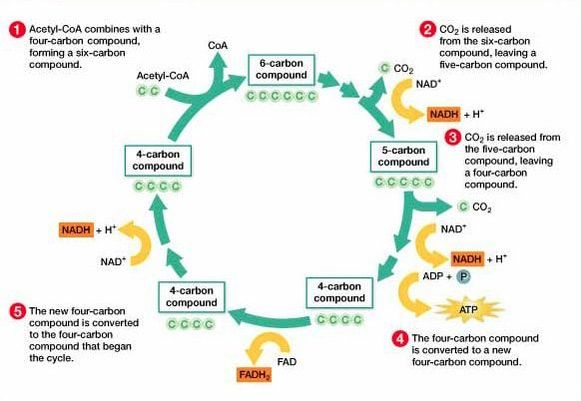 1 Acetyl-CoA combines with a
four-carbon compound,
forming a six-carbon
compound.
CoA
Acetyl-CoA
C C
6-carbon
compound
C C C C C C
2 CO₂ is released
from the six-carbon
compound, leaving a
five-carbon compound.
C CO₂
NAD⁺
NADH + H⁺
3 CO₂ is released from
the five-carbon
compound, leaving
a four-carbon
compound.
5-carbon
compound
C C C C C
C CO₂
NAD⁺
NADH + H⁺
ADP + P
ATP
4 The four-carbon compound
is converted to a new
four-carbon compound.
4-carbon
compound
C C C C
FAD
FADH₂
4-carbon
compound
C C C C
5 The new four-carbon
compound is converted
to the four-carbon
compound that began
the cycle.
NADH + H⁺
NAD⁺
4-carbon
compound
C C C C